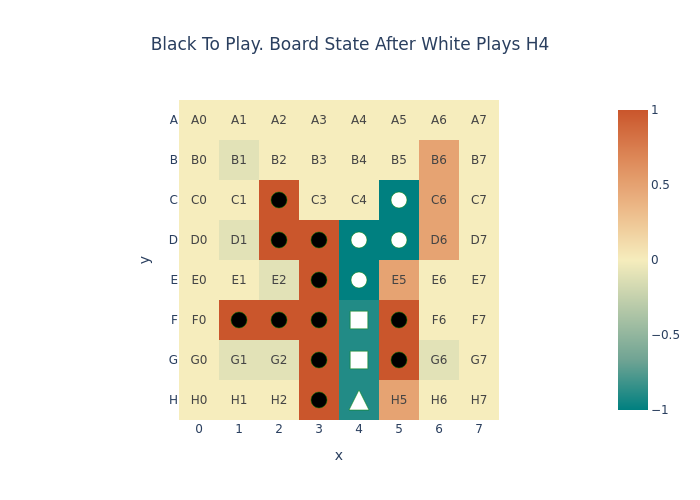 Black To Play. Board State After White Plays H4
A A0 A1 A2 A3 A4 A5 A6 A7
B B0 B1 B2 B3 B4 B5 B6 B7
C C0 C1 C3 C4 C6 C7
D D0 D1 D6 D7
E E0 E1 E2 E5 E6 E7
F F0 F6 F7
G G0 G1 G2 G6 G7
H H0 H1 H2 H5 H6 H7
0 1 2 3 4 5 6 7
x
y
1
0.5
0
−0.5
−1